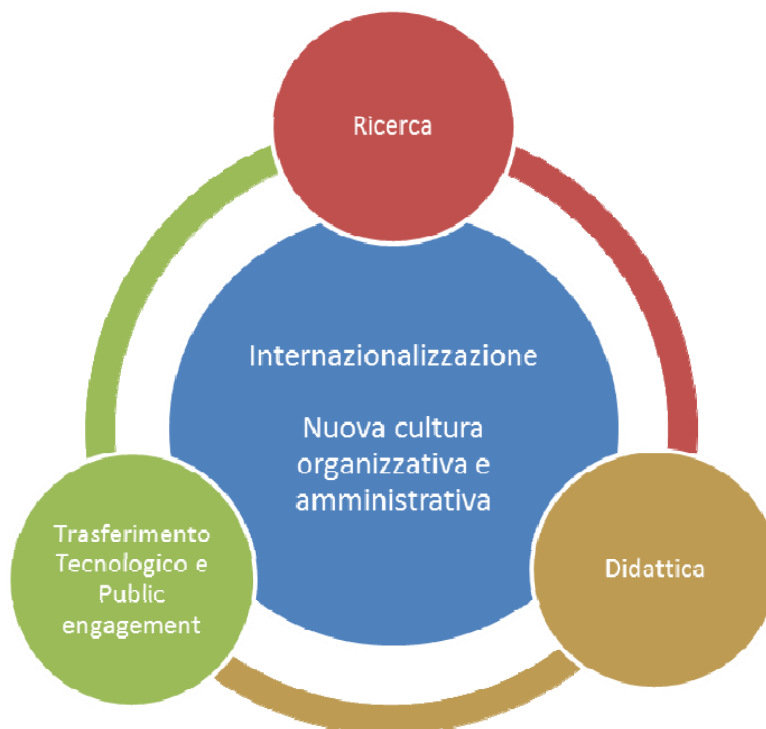 Ricerca
Internazionalizzazione
Nuova cultura
organizzativa e
amministrativa
Trasferimento
Tecnologico e
Public
engagement
Didattica